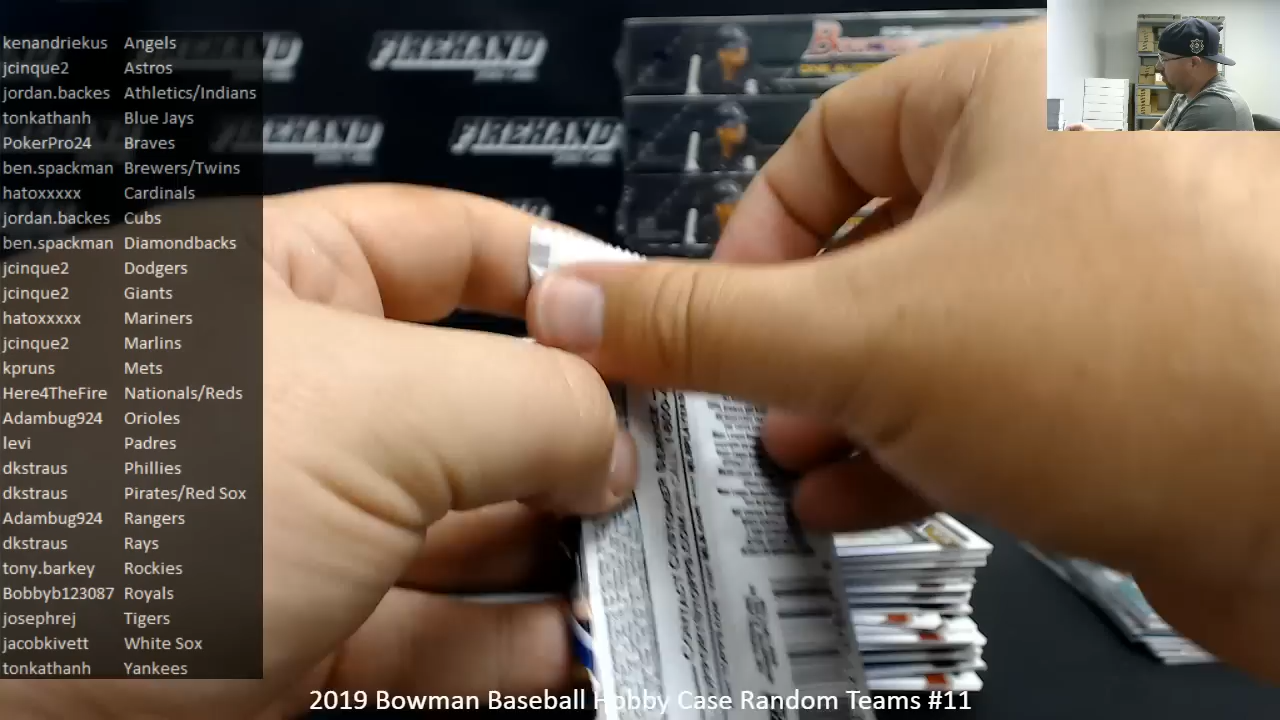 kenandriekus Angels
jcinque2 Astros
jordan.backes Athletics/Indians
tonkathanh Blue Jays
PokerPro24 Braves
ben.spackman Brewers/Twins
hatoxxxxx Cardinals
jordan.backes Cubs
ben.spackman Diamondbacks
jcinque2 Dodgers
jcinque2 Giants
hatoxxxxx Mariners
jcinque2 Marlins
kpruns Mets
Here4TheFire Nationals/Reds
Adambug924 Orioles
levi Padres
dkstraus Phillies
dkstraus Pirates/Red Sox
Adambug924 Rangers
dkstraus Rays
tony.barkey Rockies
Bobbyb123087 Royals
josephrej Tigers
jacobkivett White Sox
tonkathanh Yankees
FIREHAND
FIREHAND
CONTACT CUSTOMER
2019 Bowman Baseball Hobby Case Random Teams #11